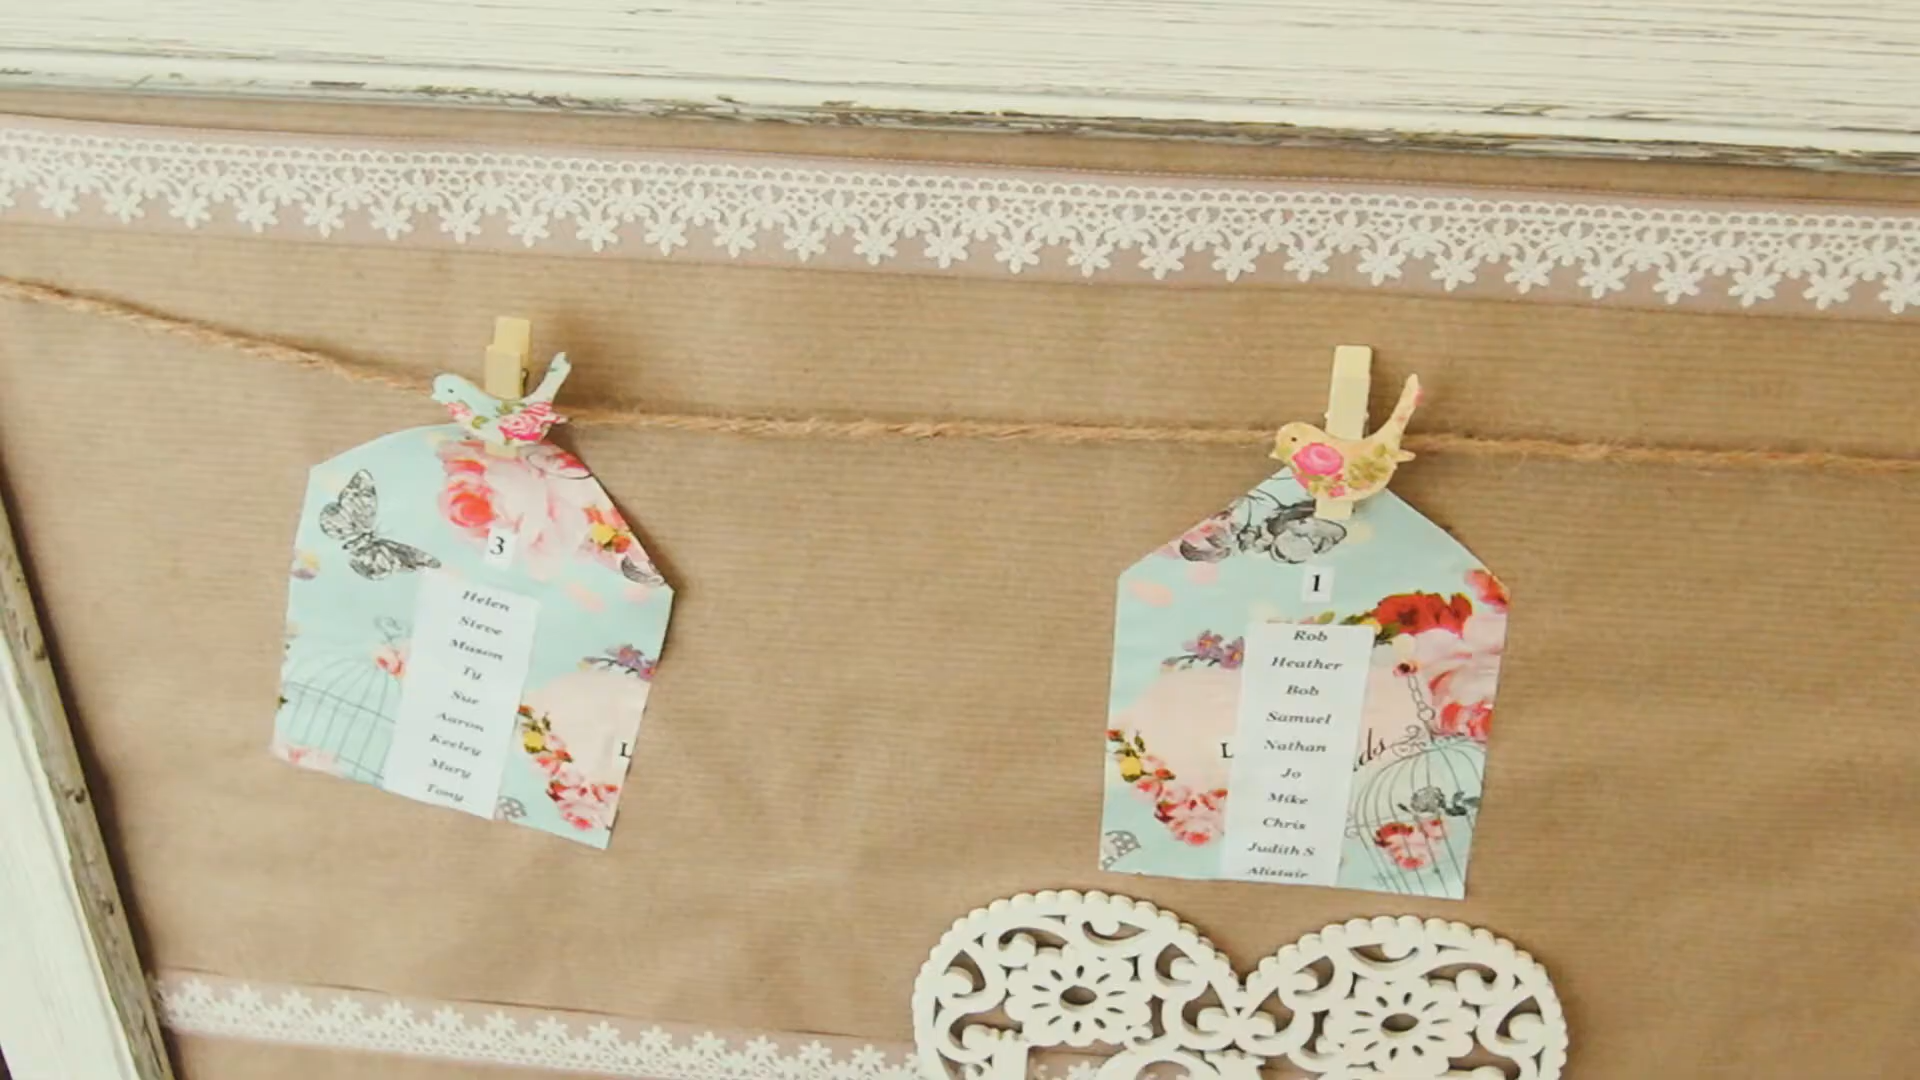 3
Helen
Steve
Mason
Ty
Sue
Aaron
Keeley
Mary
Tony
L
1
Rob
Heather
Bob
Samuel
Nathan
Jo
Mike
Chris
Judith S
Alistair
L
ds